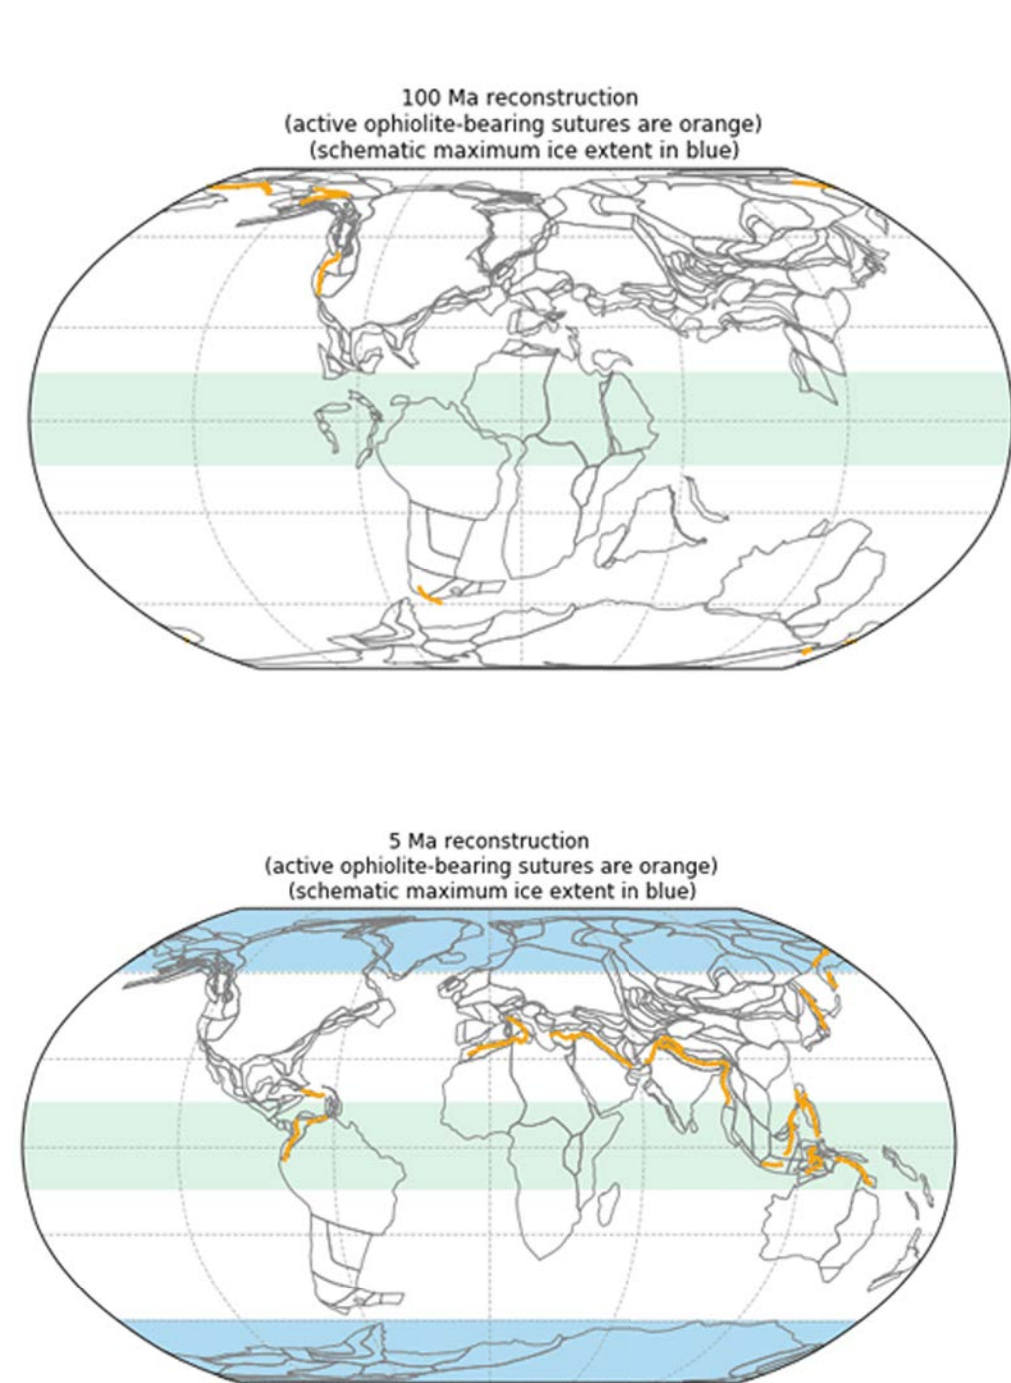 100 Ma reconstruction
(active ophiolite-bearing sutures are orange)
(schematic maximum ice extent in blue)
5 Ma reconstruction
(active ophiolite-bearing sutures are orange)
(schematic maximum ice extent in blue)